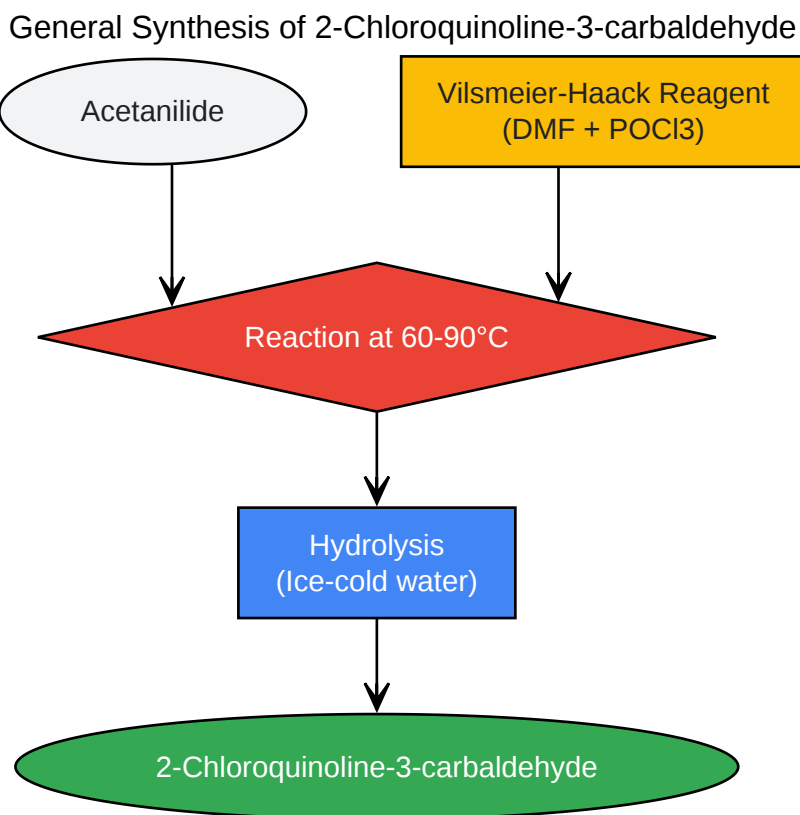 General Synthesis of 2-Chloroquinoline-3-carbaldehyde
Acetanilide
Vilsmeier-Haack Reagent
(DMF + POCl3)
Reaction at 60-90°C
Hydrolysis
(Ice-cold water)
2-Chloroquinoline-3-carbaldehyde